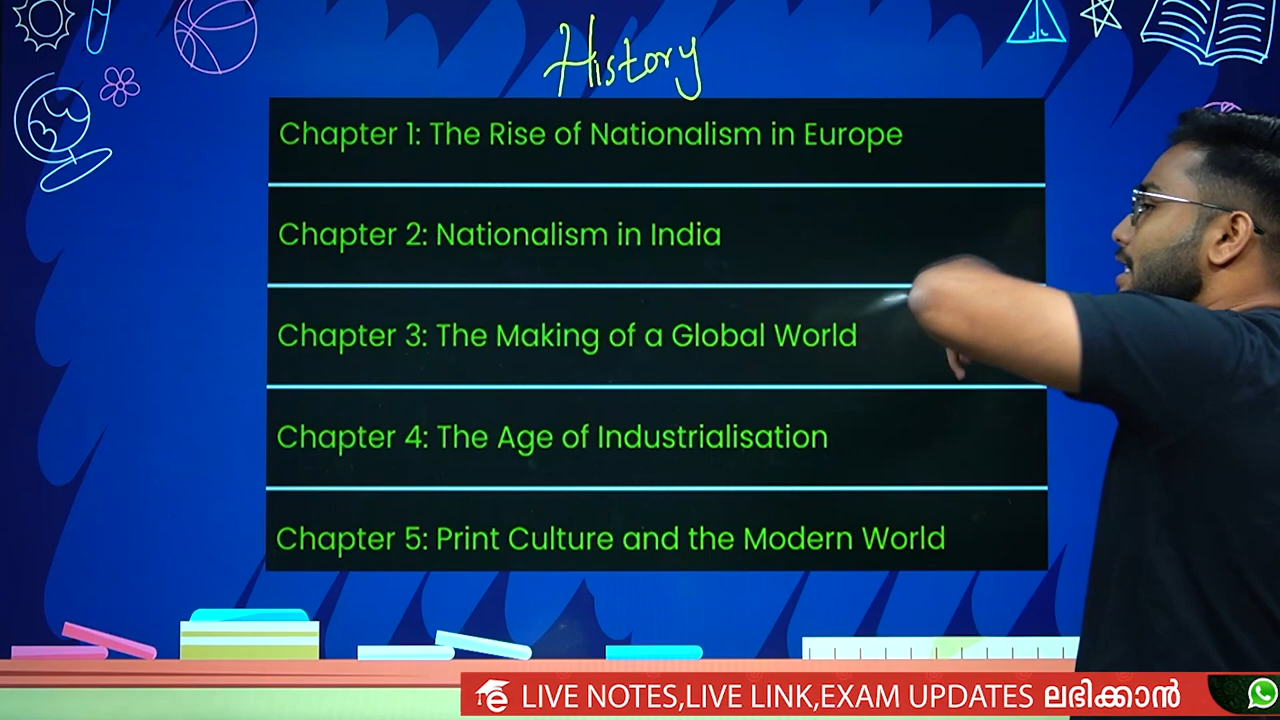 History
Chapter 1: The Rise of Nationalism in Europe
Chapter 2: Nationalism in India
Chapter 3: The Making of a Global World
Chapter 4: The Age of Industrialisation
Chapter 5: Print Culture and the Modern World
LIVE NOTES,LIVE LINK,EXAM UPDATES ലഭിക്കാൻ